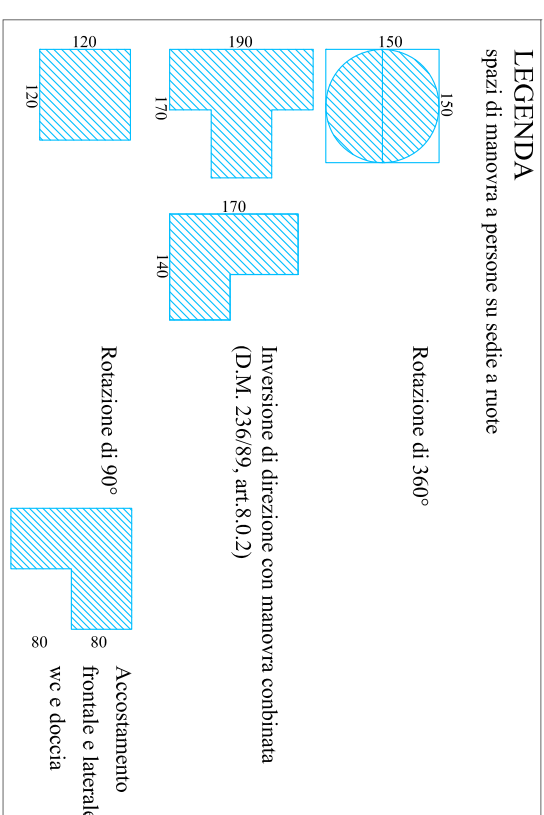 LEGENDA
spazi di manovra a persone su sedie a ruote
150
150
Rotazione di 360°
190
170
170
140
Inversione di direzione con manovra conbinata
(D.M. 236/89, art.8.0.2)
120
120
Rotazione di 90°
80
80
Accostamento
frontale e laterale
wc e doccia